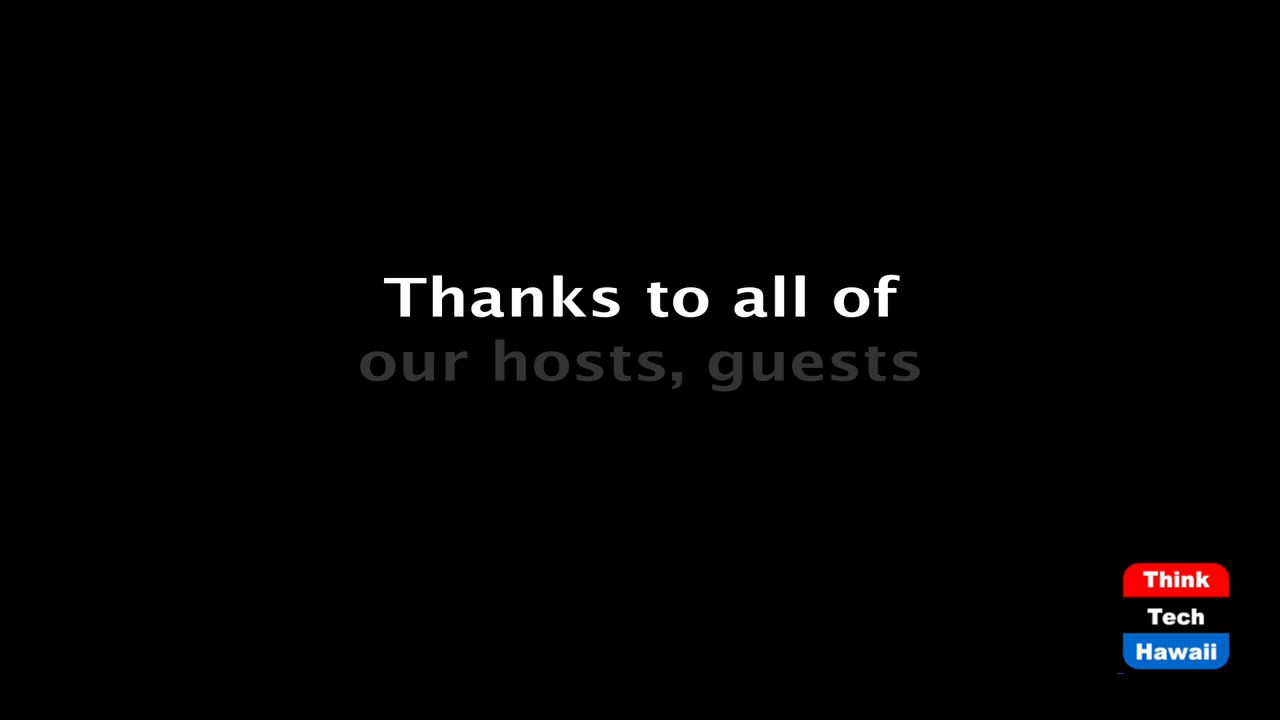 Thanks to all of
our hosts, guests
Think
Tech
Hawaii